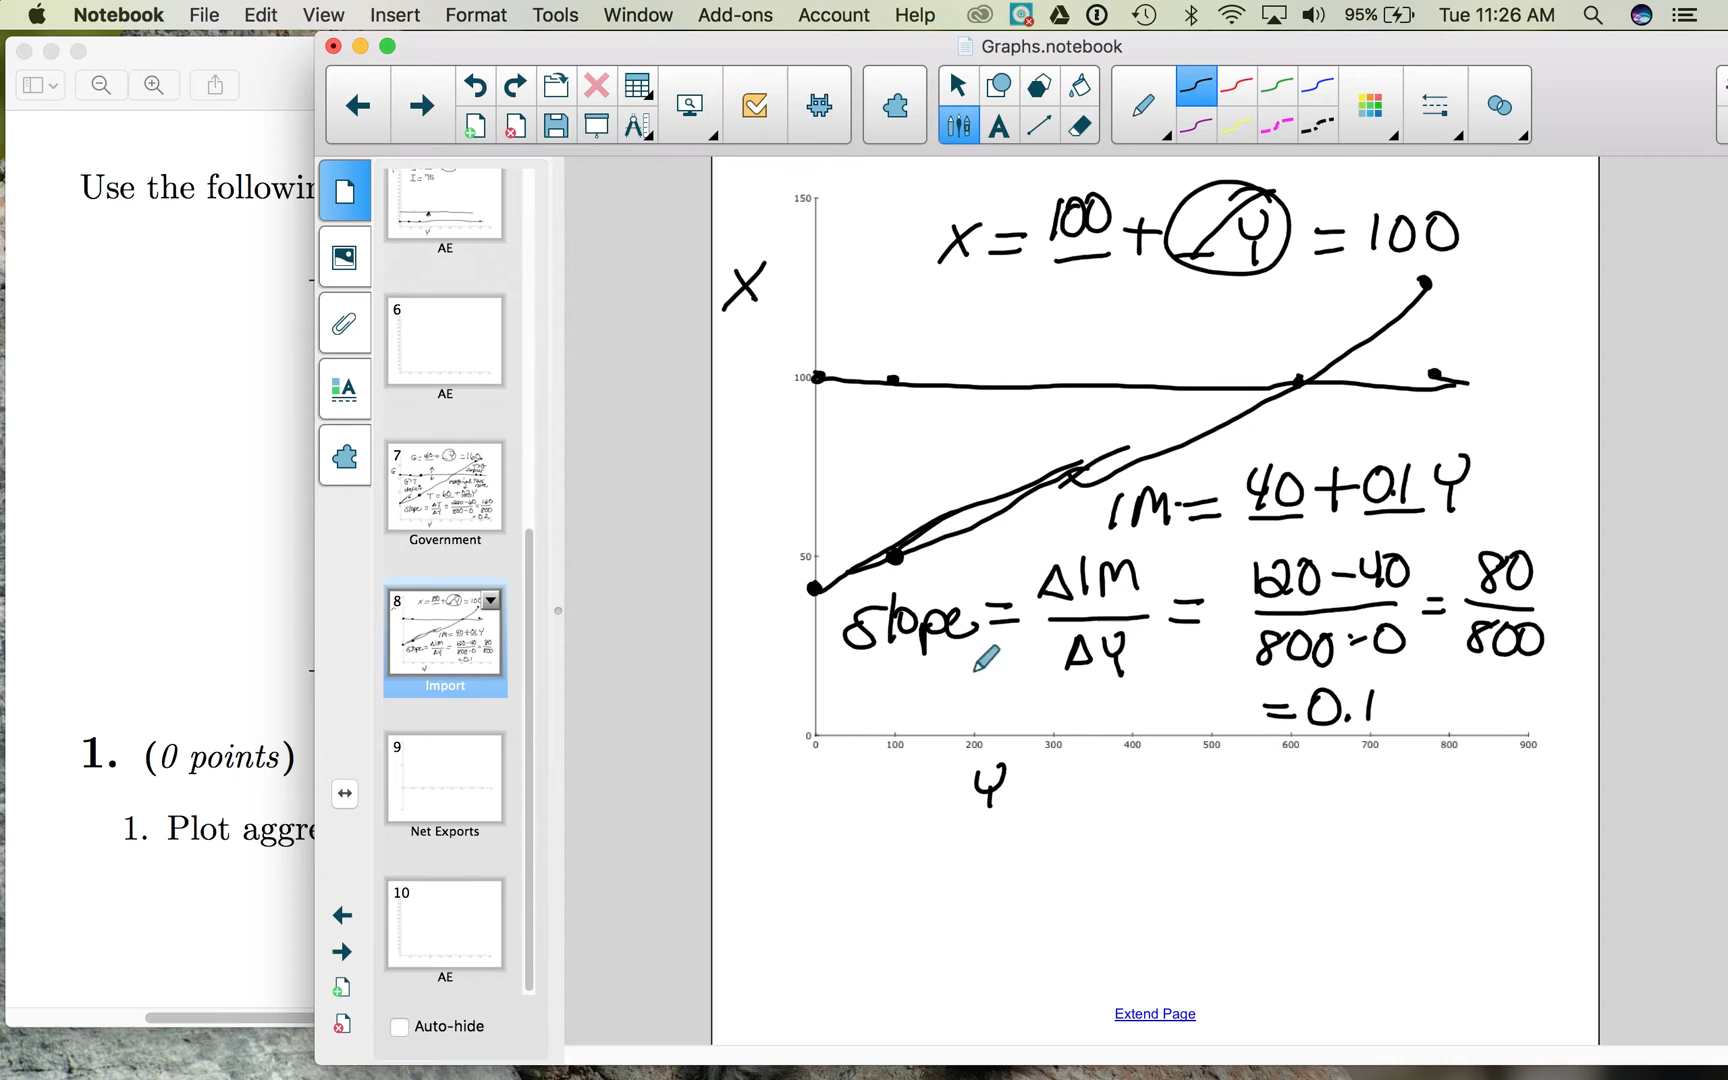 Notebook File Edit View Insert Format Tools Window Add-ons Account Help 95% Tue 11:26 AM
Graphs.notebook
Use the followin
1. (0 points)
1. Plot aggre
I = 75
Y
AE
6
AE
7
Government
8
Import
9
Net Exports
10
AE
Auto-hide
X = 100 + Y = 100
X
IM = 40 + 0.1 Y
slope = ΔIM / ΔY = 120 - 40 / 800 - 0 = 80 / 800
= 0.1
150
100
50
0
0 100 200 300 400 500 600 700 800 900
Y
Extend Page